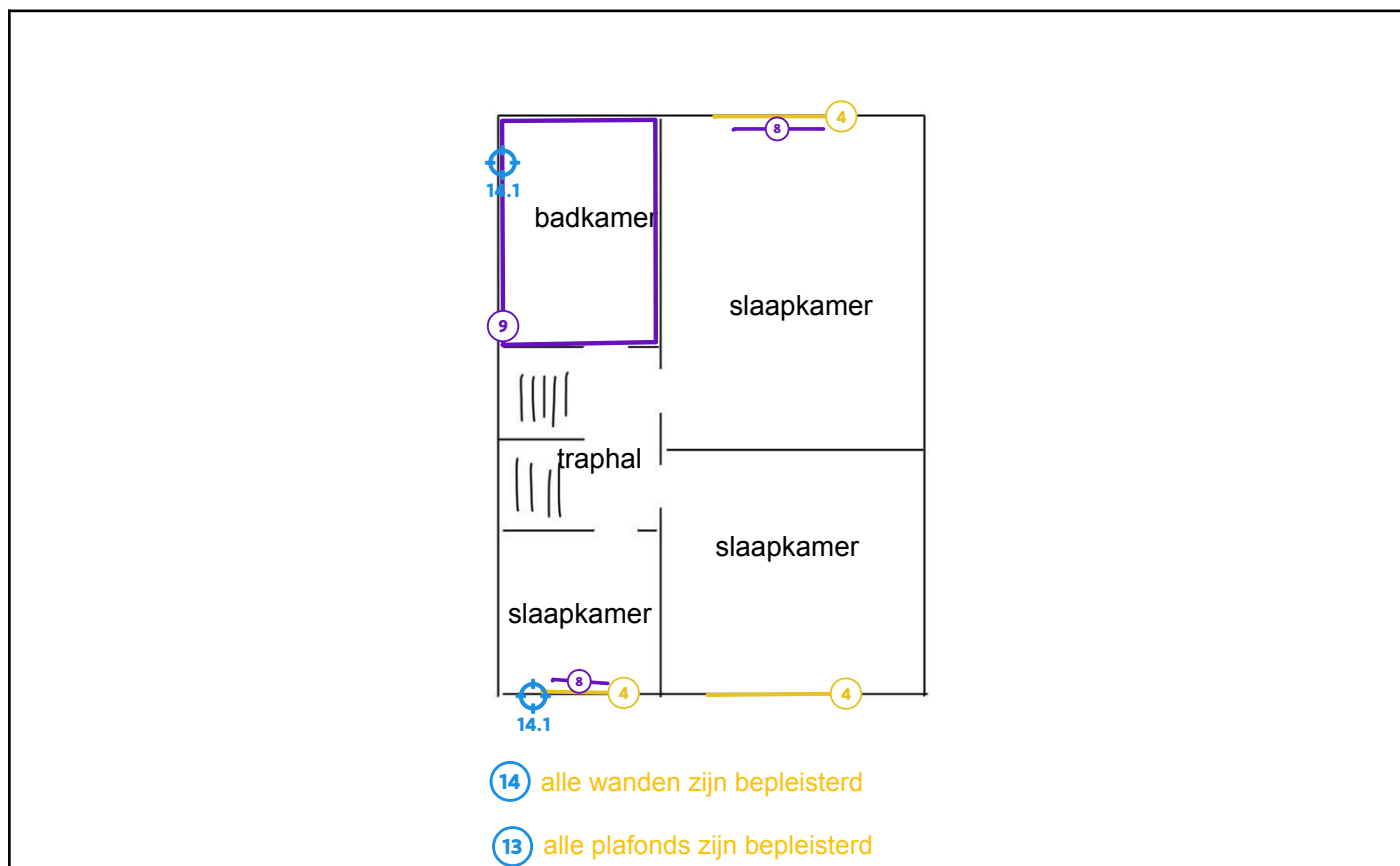 4
8
14.1
badkamer
slaapkamer
9
traphal
slaapkamer
slaapkamer
8
4
4
14.1
14 alle wanden zijn bepleisterd
13 alle plafonds zijn bepleisterd